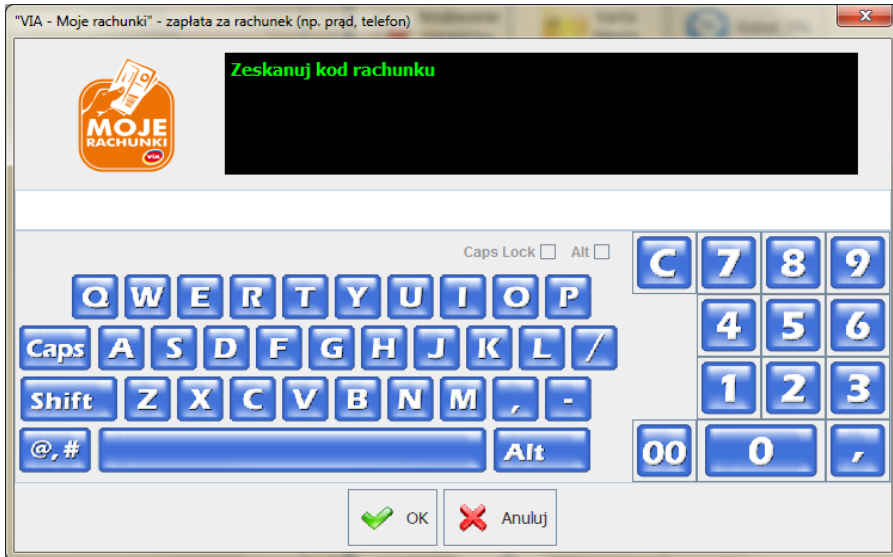 "VIA - Moje rachunki" - zapłata za rachunek (np. prąd, telefon)
MOJE
RACHUNKI
via
Zeskanuj kod rachunku
Caps Lock Alt
C 7 8 9
Q W E R T Y U I O P
4 5 6
Caps A S D F G H J K L /
1 2 3
Shift Z X C V B N M , -
@,# Alt
00 0 ,
OK Anuluj